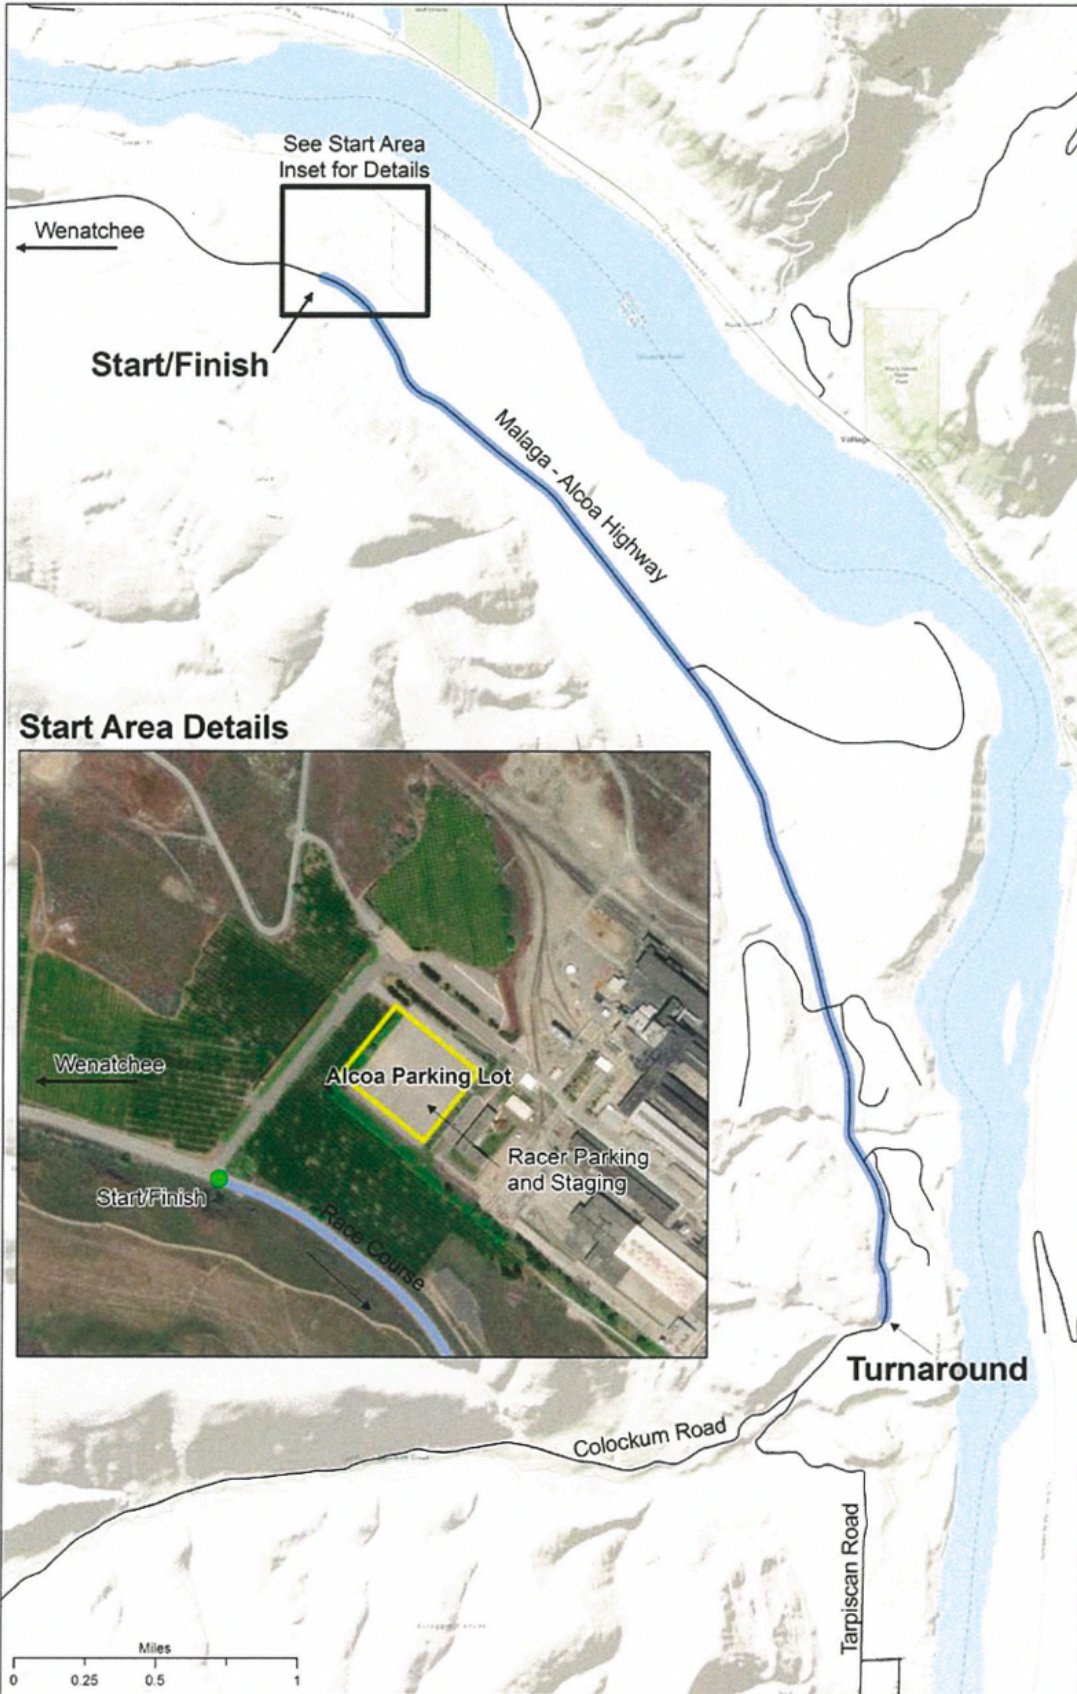 See Start Area
Inset for Details
Wenatchee
Start/Finish
Malaga - Alcoa Highway
Start Area Details
Wenatchee
Alcoa Parking Lot
Racer Parking
and Staging
Start/Finish
Race Course
Turnaround
Colockum Road
Tarpiscan Road
Miles
0 0.25 0.5 1